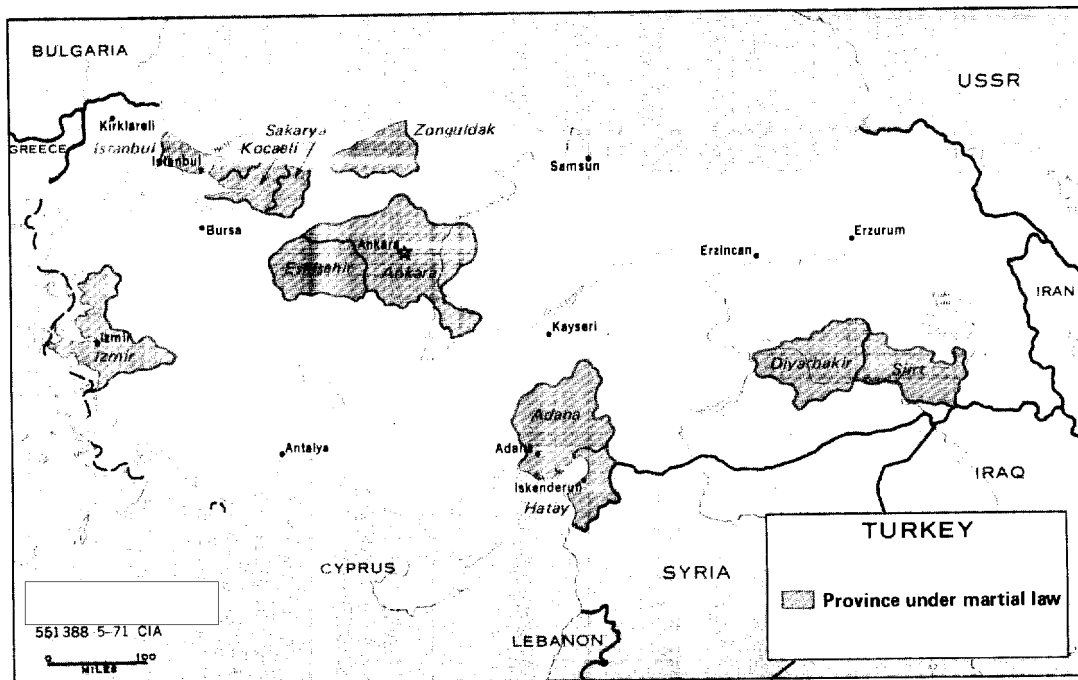 BULGARIA
USSR
Kirklareli
Sakarya
Zonguldak
GREECE
Istanbul
Kocaeli
Istanbul
Samsun
Bursa
Ankara
Erzurum
Erzincan
Eskisehir
Ankara
IRAN
Kayseri
Izmir
Izmir
Diyarbakir
Siirt
Adana
Antalya
Adana
IRAQ
Iskenderun
Hatay
TURKEY
CYPRUS
SYRIA
Province under martial law
551388 5-71 CIA
LEBANON
0 100
MILES